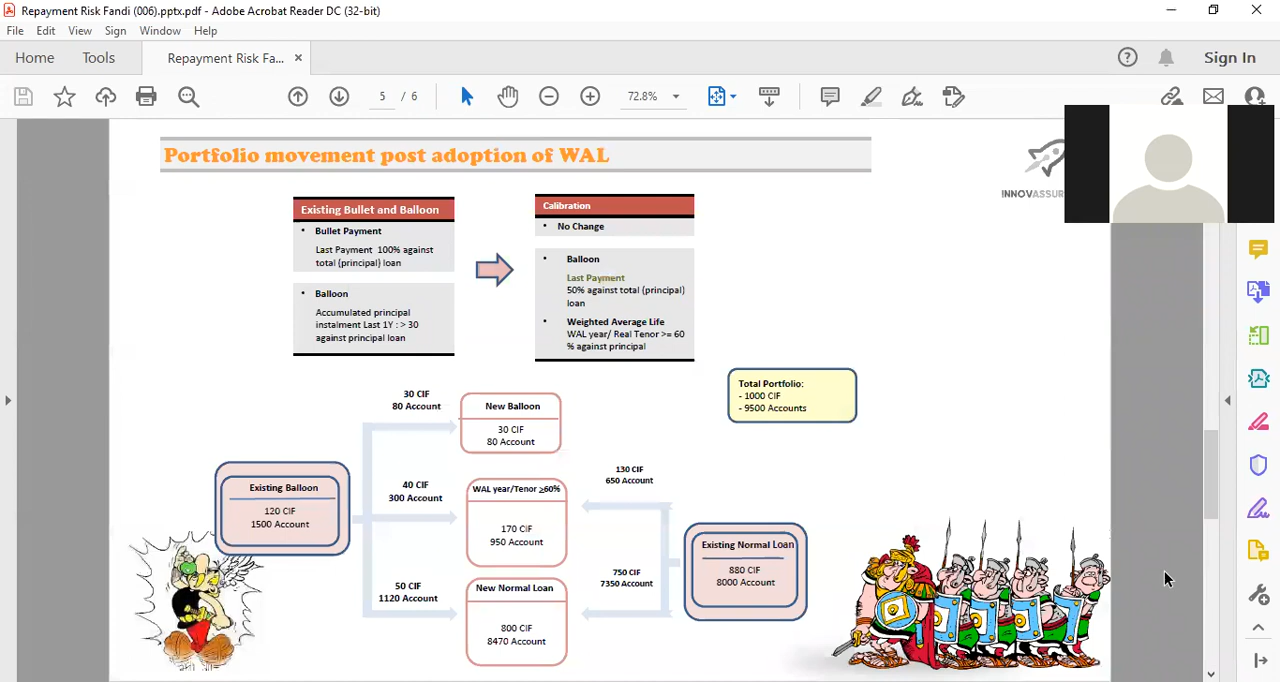 Repayment Risk Fandi (006).pptx.pdf - Adobe Acrobat Reader DC (32-bit)
File Edit View Sign Window Help
Home Tools Repayment Risk Fa... × Sign In
5 / 6 72.8%
Portfolio movement post adoption of WAL
INNOVASSUR
Existing Bullet and Balloon
• Bullet Payment
Last Payment 100% against
total (principal) loan
• Balloon
Accumulated principal
instalment Last 1Y : > 30
against principal loan
Calibration
• No Change
• Balloon
Last Payment
50% against total (principal)
loan
• Weighted Average Life
WAL year/ Real Tenor >= 60
% against principal
Total Portfolio:
- 1000 CIF
- 9500 Accounts
30 CIF
80 Account
New Balloon
30 CIF
80 Account
Existing Balloon
120 CIF
1500 Account
40 CIF
300 Account
WAL year/Tenor ≥60%
170 CIF
950 Account
130 CIF
650 Account
Existing Normal Loan
880 CIF
8000 Account
50 CIF
1120 Account
New Normal Loan
800 CIF
8470 Account
750 CIF
7350 Account